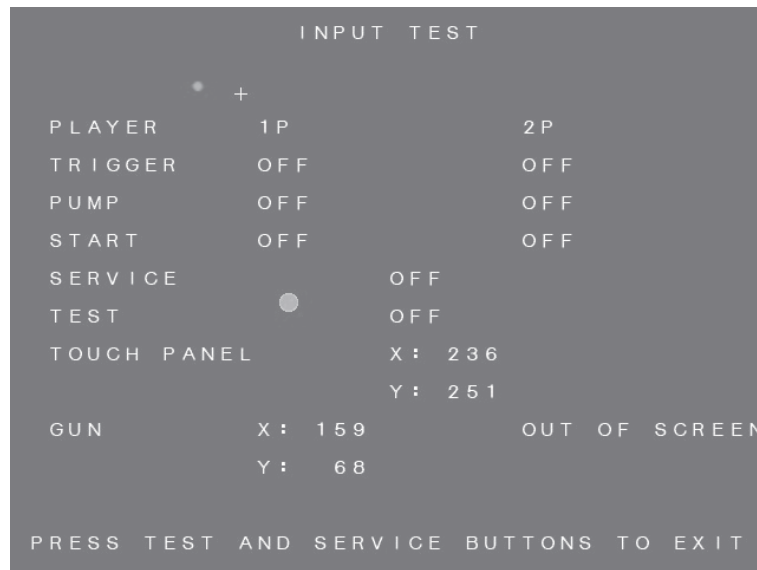 INPUT TEST
PLAYER 1P 2P
TRIGGER OFF OFF
PUMP OFF OFF
START OFF OFF
SERVICE OFF
TEST OFF
TOUCH PANEL X: 236
Y: 251
GUN X: 159 OUT OF SCREEN
Y: 68
PRESS TEST AND SERVICE BUTTONS TO EXIT